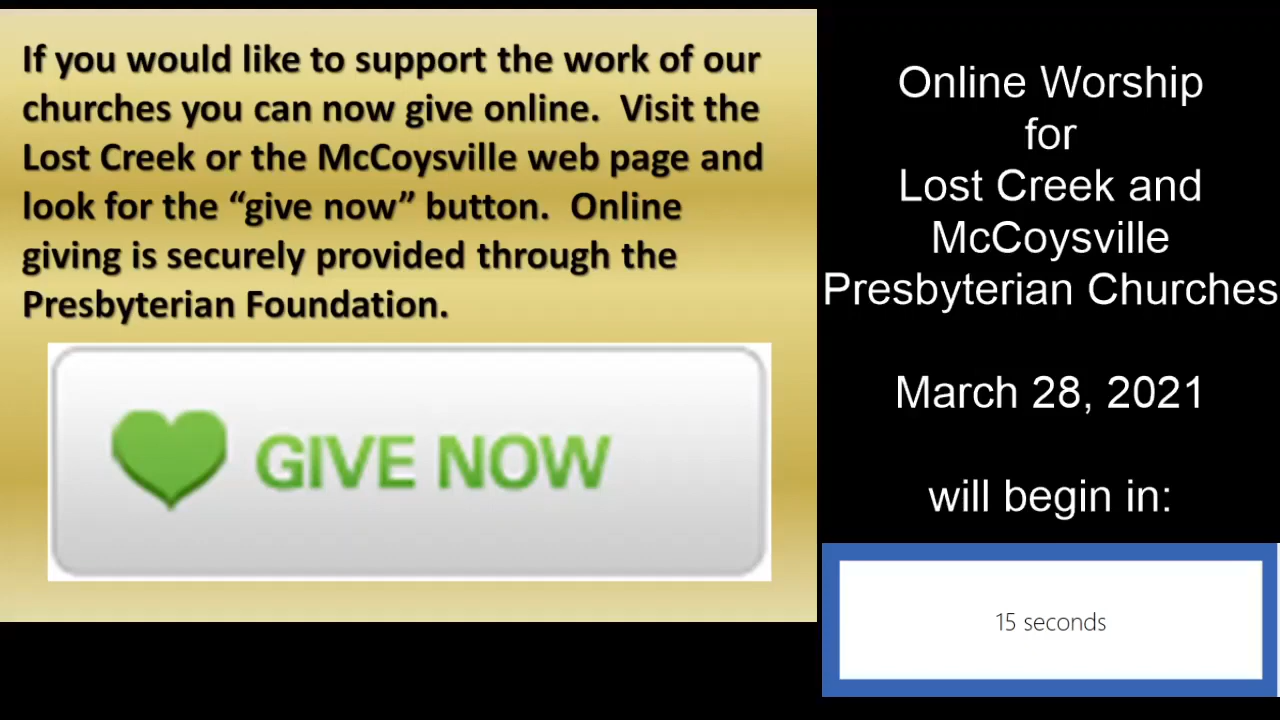 If you would like to support the work of our
churches you can now give online.  Visit the
Lost Creek or the McCoysville web page and
look for the “give now” button.  Online
giving is securely provided through the
Presbyterian Foundation.
GIVE NOW
Online Worship
for
Lost Creek and
McCoysville
Presbyterian Churches
March 28, 2021
will begin in:
15 seconds